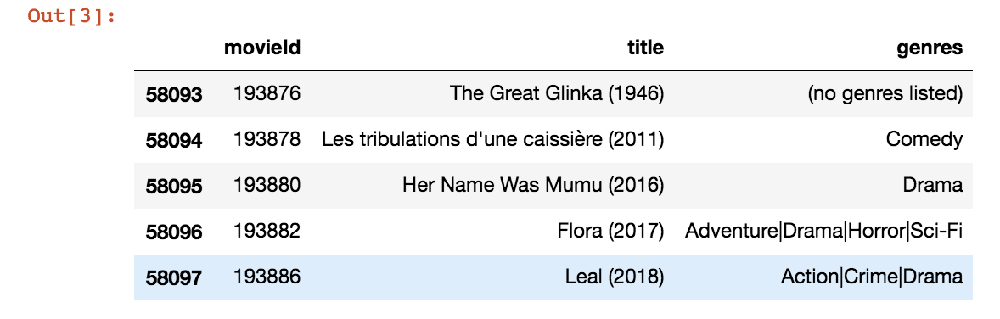 Out[3]:
movieId title genres
58093 193876 The Great Glinka (1946) (no genres listed)
58094 193878 Les tribulations d'une caissière (2011) Comedy
58095 193880 Her Name Was Mumu (2016) Drama
58096 193882 Flora (2017) Adventure|Drama|Horror|Sci-Fi
58097 193886 Leal (2018) Action|Crime|Drama